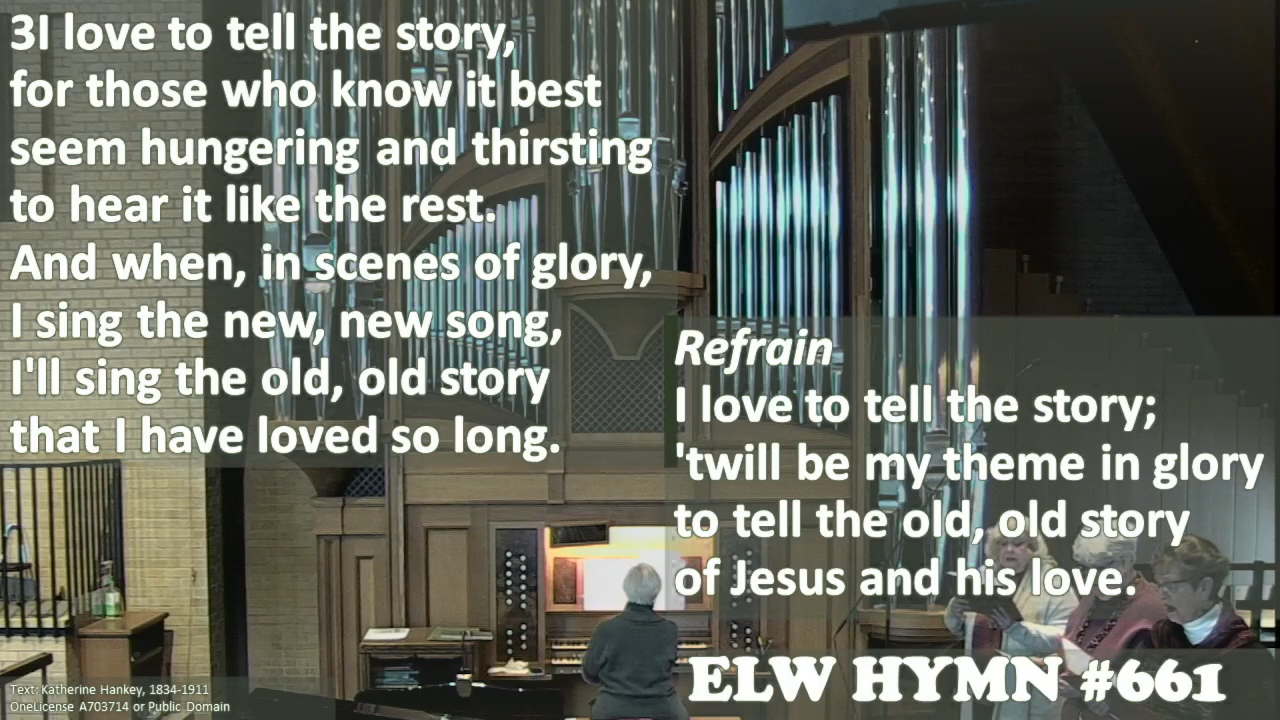 3I love to tell the story,
for those who know it best
seem hungering and thirsting
to hear it like the rest.
And when, in scenes of glory,
I sing the new, new song,
I'll sing the old, old story
that I have loved so long.
Refrain
I love to tell the story;
'twill be my theme in glory
to tell the old, old story
of Jesus and his love.
ELW HYMN #661
Text: Katherine Hankey, 1834-1911
OneLicense A703714 or Public Domain